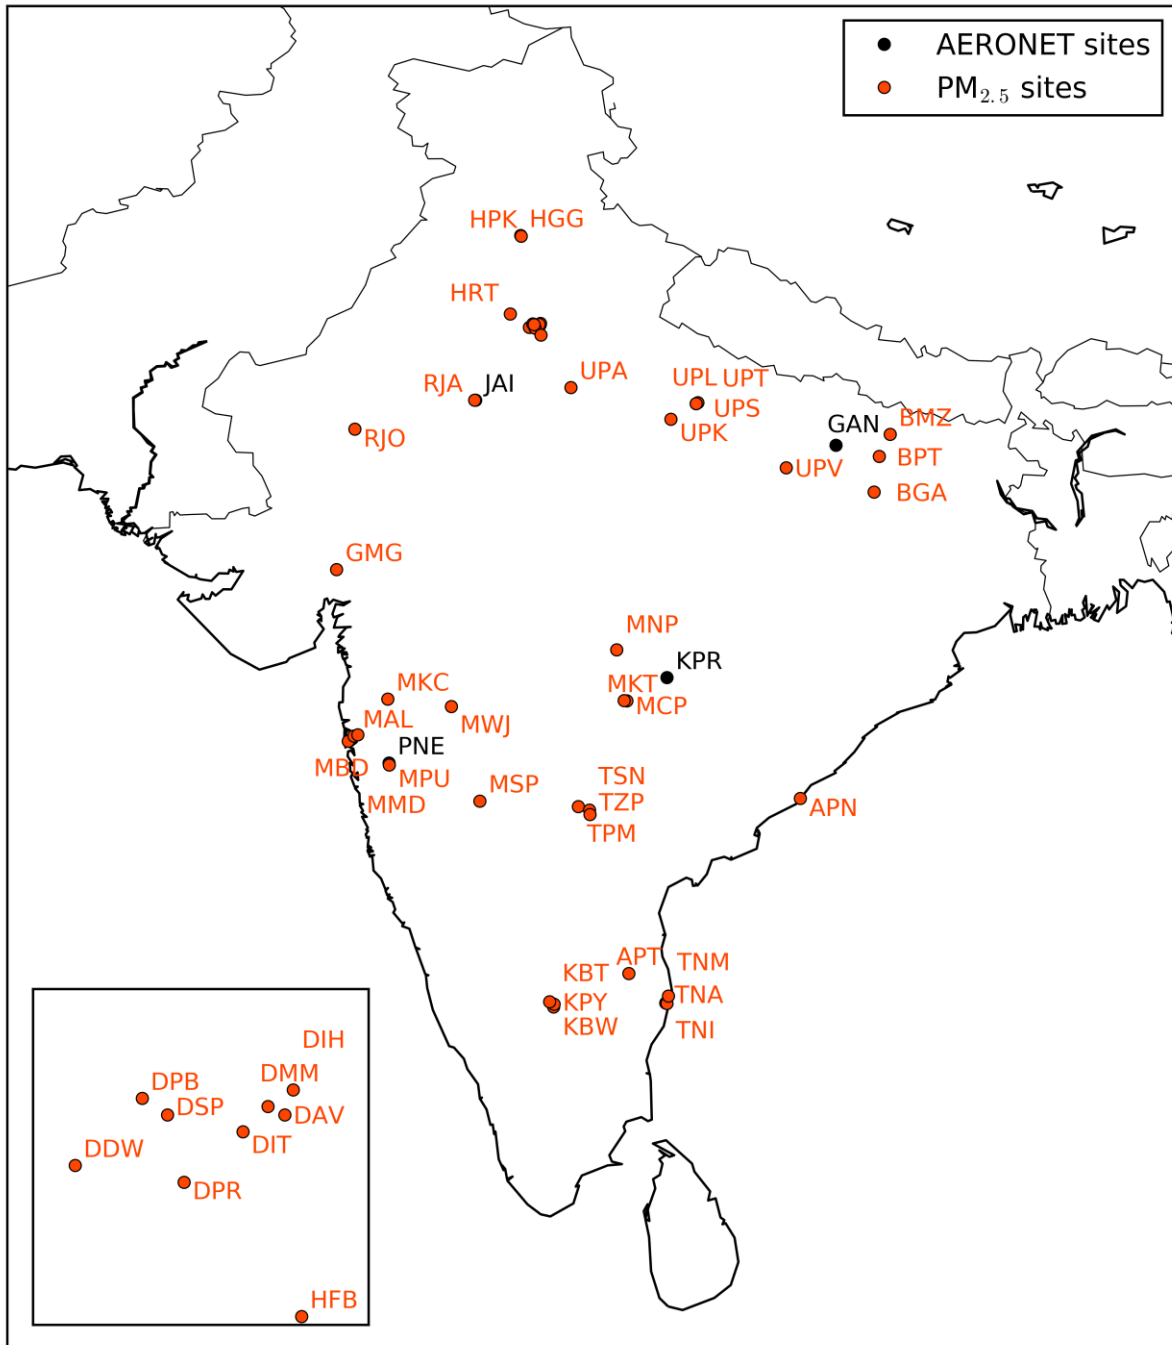 AERONET sites
PM2.5 sites
HPK HGG
HRT
UPA
UPL UPT
RJA JAI
UPS
UPK
RJO
GAN BMZ
BPT
UPV
BGA
GMG
MNP
KPR
MKT
MKC
MCP
MWJ
MAL
PNE
MBD
MPU
MSP
TSN
MMD
TZP
APN
TPM
APT
TNM
KBT
TNA
KPY
KBW
TNI
DIH
DMM
DPB
DSP
DAV
DIT
DDW
DPR
HFB